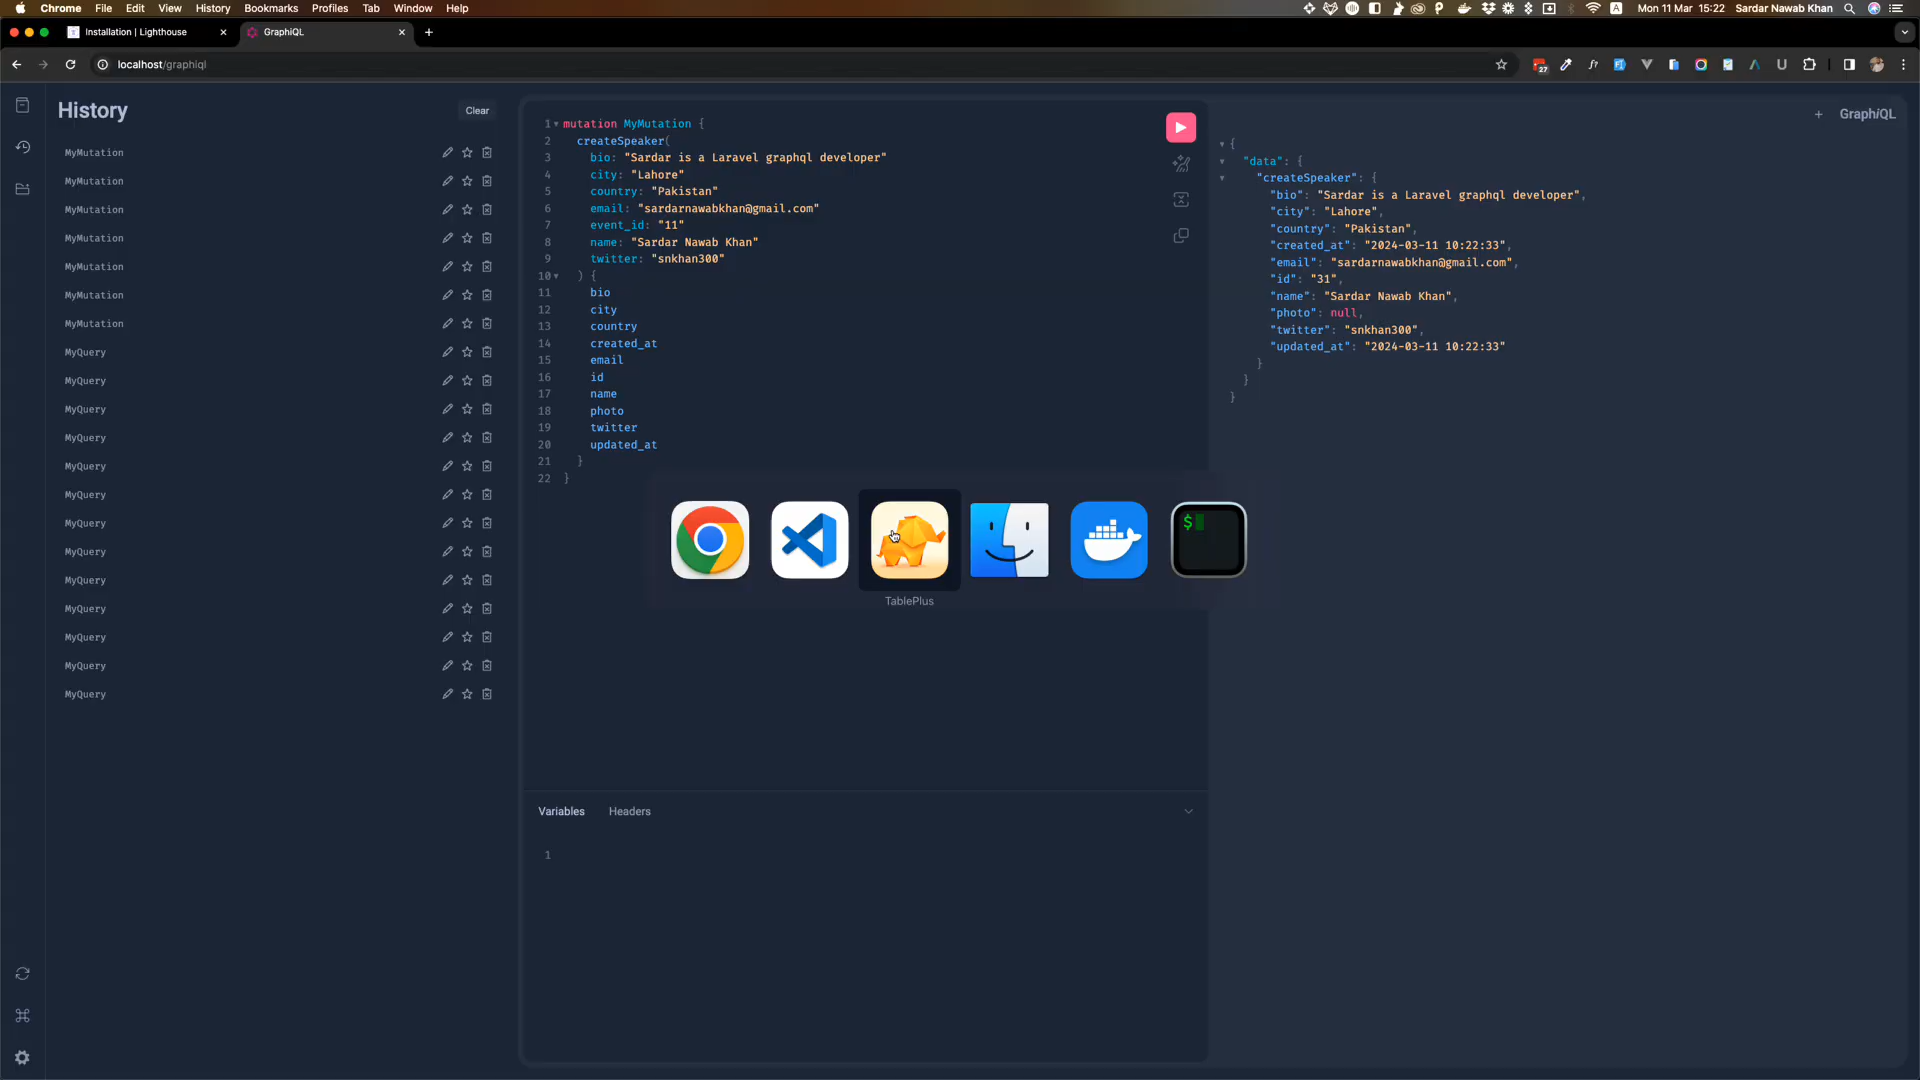 Chrome File Edit View History Bookmarks Profiles Tab Window Help
27
A
Mon 11 Mar 15:22 Sardar Nawab Khan
Installation | Lighthouse
GraphiQL
localhost/graphiql
History
Clear
MyMutation
MyMutation
MyMutation
MyMutation
MyMutation
MyMutation
MyMutation
MyQuery
MyQuery
MyQuery
MyQuery
MyQuery
MyQuery
MyQuery
MyQuery
MyQuery
MyQuery
MyQuery
MyQuery
MyQuery
1 mutation MyMutation {
2 createSpeaker(
3 bio: "Sardar is a Laravel graphql developer"
4 city: "Lahore"
5 country: "Pakistan"
6 email: "sardarnawabkhan@gmail.com"
7 event_id: "11"
8 name: "Sardar Nawab Khan"
9 twitter: "snkhan300"
10 ) {
11 bio
12 city
13 country
14 created_at
15 email
16 id
17 name
18 photo
19 twitter
20 updated_at
21 }
22 }
GraphiQL
{
"data": {
"createSpeaker": {
"bio": "Sardar is a Laravel graphql developer",
"city": "Lahore",
"country": "Pakistan",
"created_at": "2024-03-11 10:22:33",
"email": "sardarnawabkhan@gmail.com",
"id": "31",
"name": "Sardar Nawab Khan",
"photo": null,
"twitter": "snkhan300",
"updated_at": "2024-03-11 10:22:33"
}
}
}
$
TablePlus
Variables Headers
1